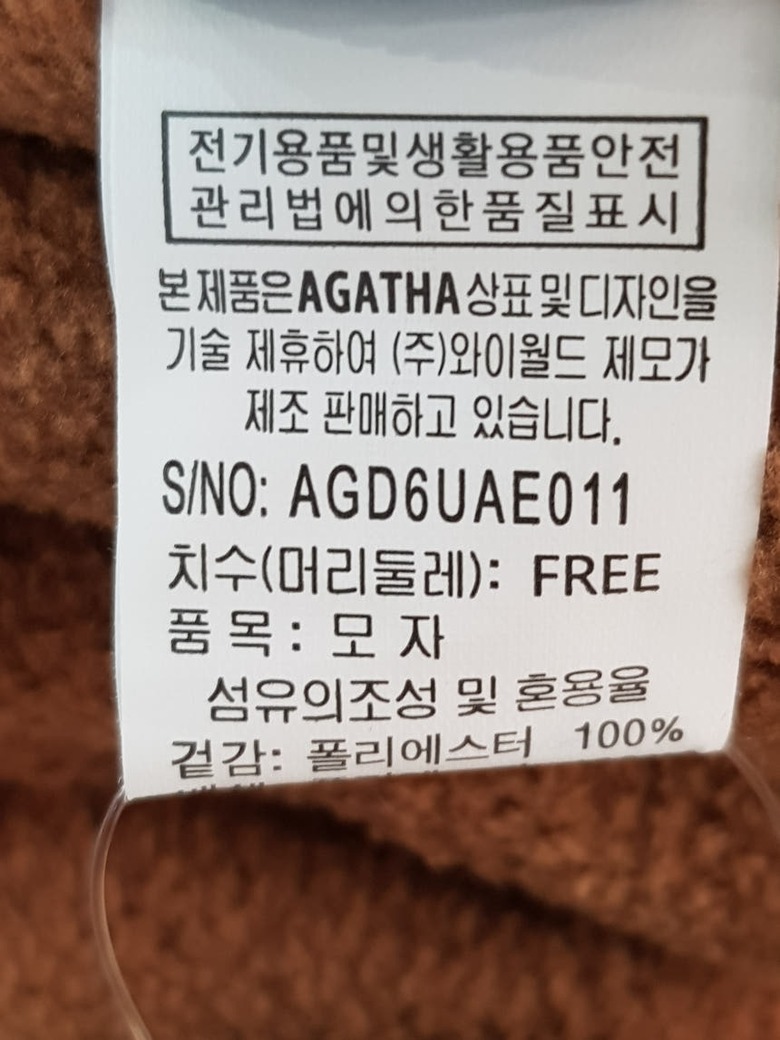 전기용품및생활용품안전
관리법에의한품질표시
본제품은AGATHA상표및디자인을
기술 제휴하여 (주)와이월드 제모가
제조 판매하고 있습니다.
S/NO: AGD6UAE011
치수(머리둘레): FREE
품 목 : 모 자
섬유의조성 및 혼용율
겉감: 폴리에스터 100%